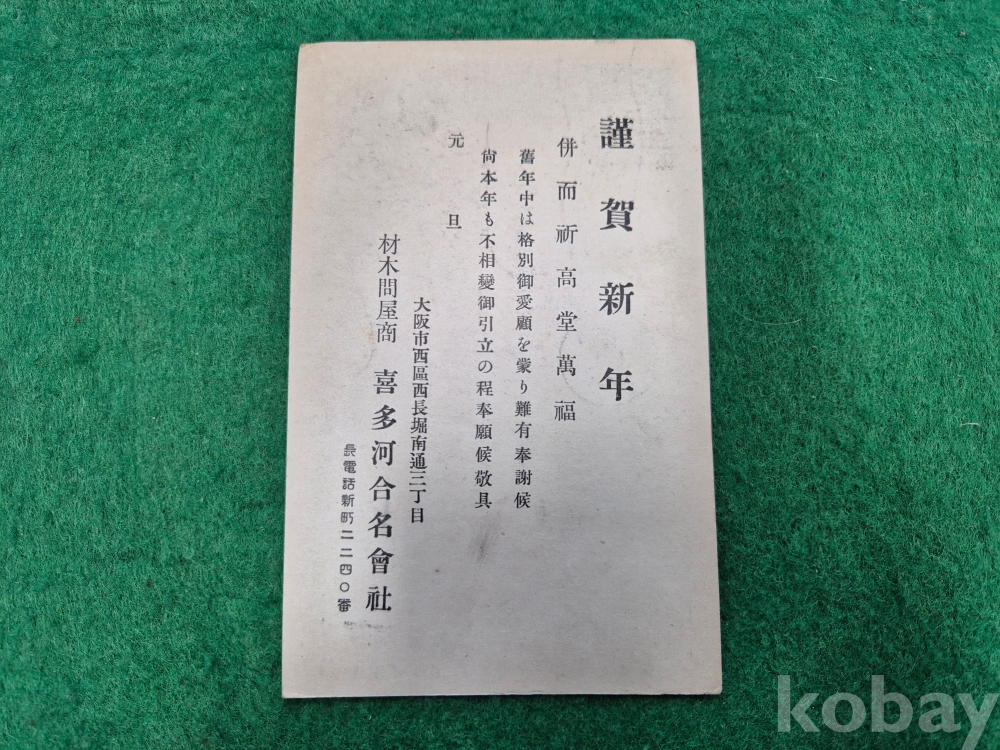 謹賀新年
併而祈高堂萬福
舊年中は格別御愛顧を蒙り難有奉謝候
尙本年も不相變御引立の程奉願候敬具
元旦
大阪市西區西長堀南通三丁目
材木問屋商 喜多河合名會社
長電話新町二二四〇番
kobay